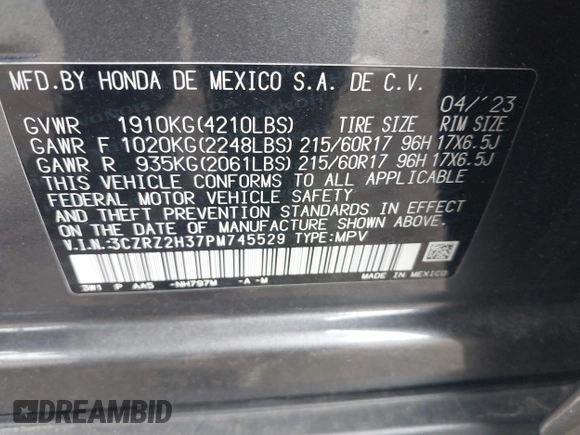 MFD.BY HONDA DE MEXICO S.A. DE C.V.
04/'23
GVWR 1910KG(4210LBS) TIRE SIZE RIM SIZE
GAWR F 1020KG(2248LBS) 215/60R17 96H 17X6.5J
GAWR R 935KG(2061LBS) 215/60R17 96H 17X6.5J
THIS VEHICLE CONFORMS TO ALL APPLICABLE
FEDERAL MOTOR VEHICLE SAFETY
AND THEFT PREVENTION STANDARDS IN EFFECT
ON THE DATE OF MANUFACTURE SHOWN ABOVE.
V.I.N.:3CZRZ2H37PM745529 TYPE:MPV
3W1 P AA5 -NH797M -A -M
MADE IN MEXICO
DREAMBID